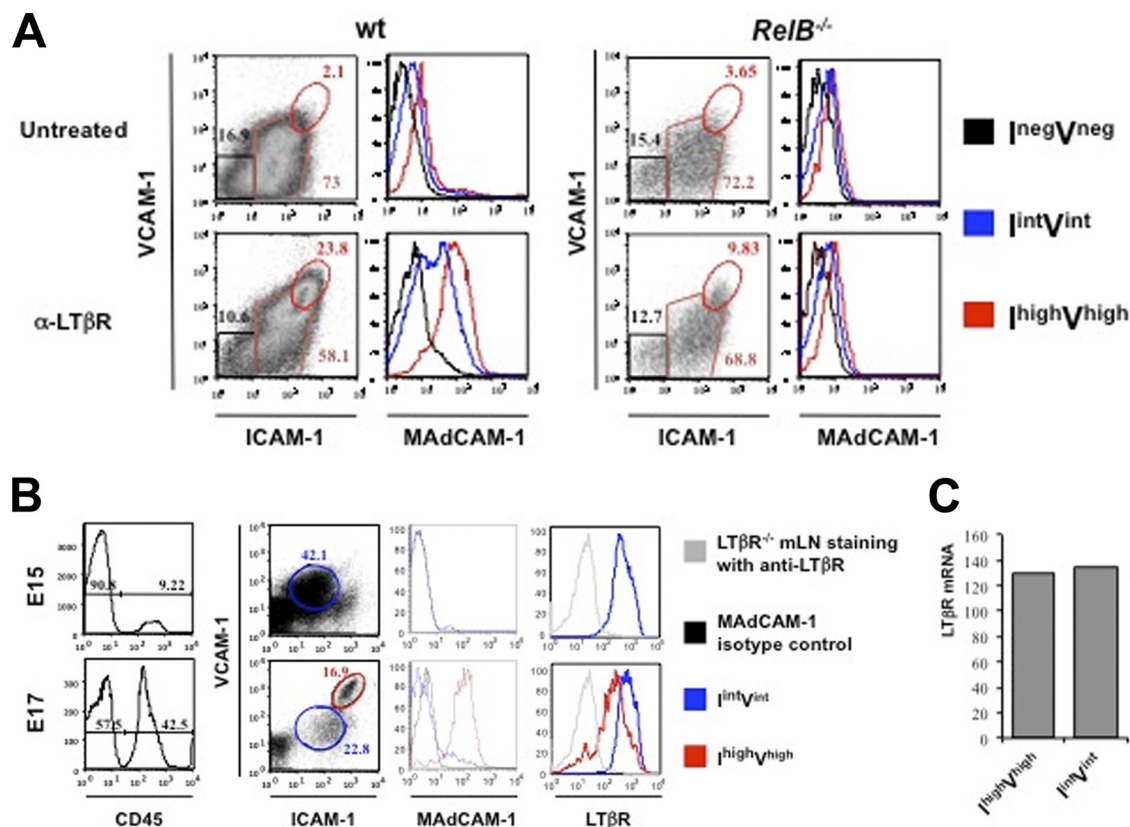 A
wt
RelB-/-
Untreated
α-LTβR
VCAM-1
VCAM-1
2.1
16.9
73
3.65
15.4
72.2
23.8
10.6
58.1
9.83
12.7
68.8
ICAM-1
MAdCAM-1
ICAM-1
MAdCAM-1
InegVneg
IintVint
IhighVhigh
B
E15
E17
90.8
9.22
57.5
42.5
VCAM-1
42.1
16.9
22.8
CD45
ICAM-1
MAdCAM-1
LTβR
LTβR-/- mLN staining
with anti-LTβR
MAdCAM-1
isotype control
IintVint
IhighVhigh
C
LTβR mRNA
160
140
120
100
80
60
40
20
0
IhighVhigh
IintVint